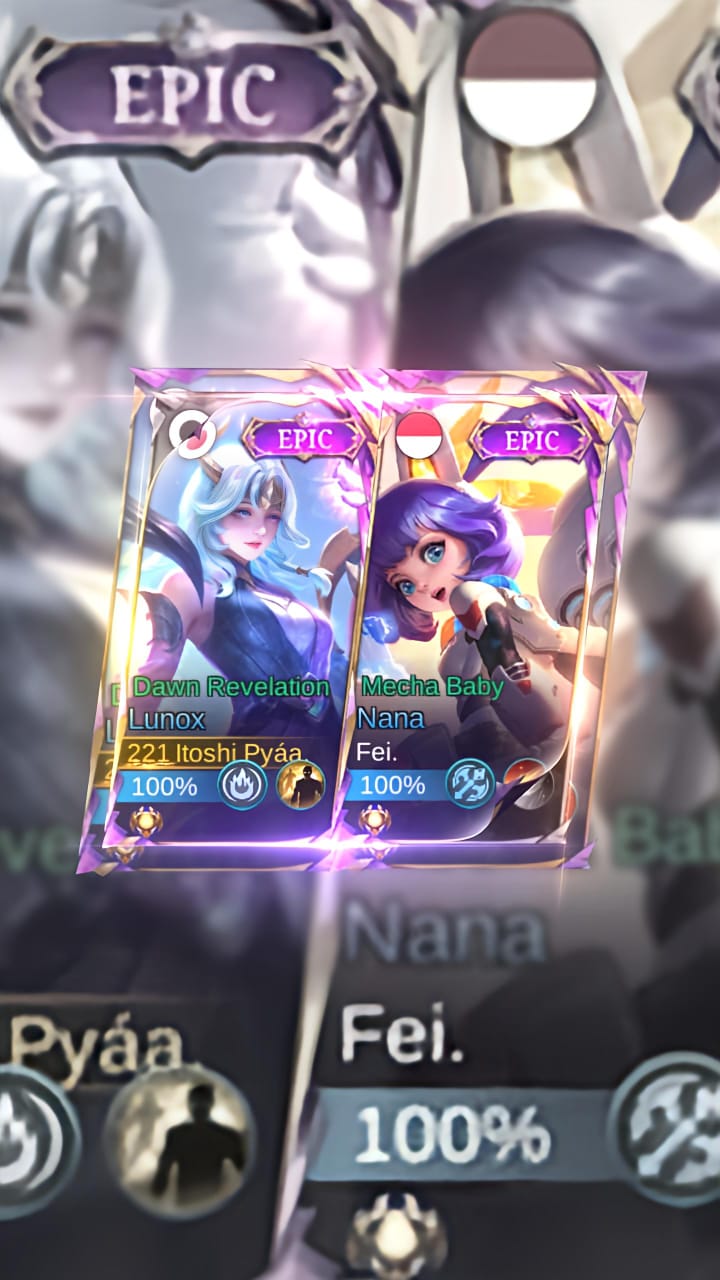 EPIC
EPIC
EPIC
Dawn Revelation
Mecha Baby
Lunox
Nana
221 Itoshi Pyáa
Fei.
100%
100%
Nana
Pyáa
Fei.
100%